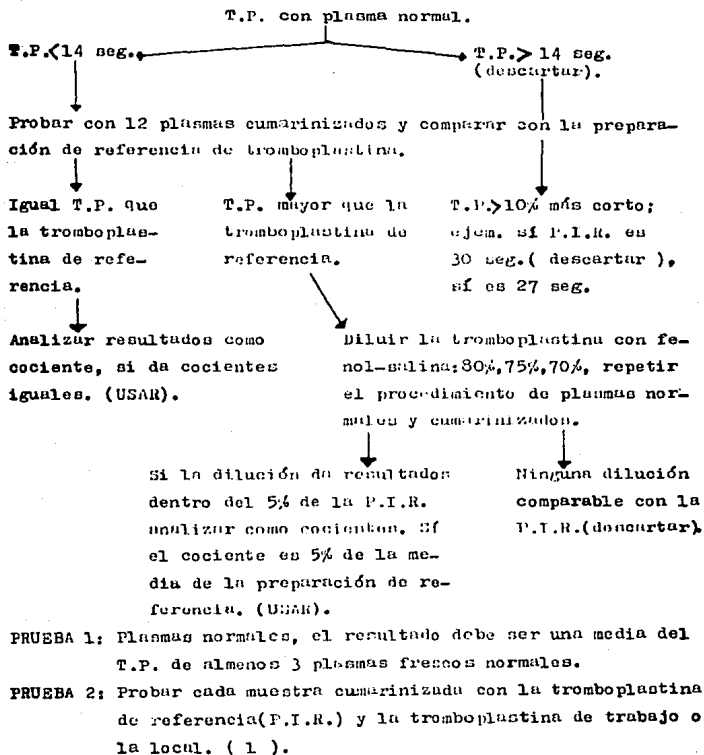 T.P. con plasma normal.
T.P.<14 seg.
T.P.> 14 seg.
(descartar).
Probar con 12 plasmas cumarinizados y comparar con la prepara-
ción de referencia de tromboplastina.
Igual T.P. que
la tromboplas-
tina de refe-
rencia.
T.P. mayor que la
tromboplastina de
referencia.
T.P.>10% más corto;
ejem. sí P.I.R. es
30 seg.( descartar ),
sí es 27 seg.
Analizar resultados como
cociente, si da cocientes
iguales. (USAR).
Diluir la tromboplastina con fe-
nol-salina:80%,75%,70%, repetir
el procedimiento de plasmas nor-
males y cumarinizados.
Si la dilución da resultados
dentro del 5% de la P.I.R.
analizar como cocientes. Sí
el cociente es 5% de la me-
dia de la preparación de re-
ferencia. (USAR).
Ninguna dilución
comparable con la
P.I.R.(descartar).
PRUEBA 1: Plasmas normales, el resultado debe ser una media del
T.P. de almenos 3 plasmas frescos normales.
PRUEBA 2: Probar cada muestra cumarinizada con la tromboplastina
de referencia(P.I.R.) y la tromboplastina de trabajo o
la local. ( 1 ).